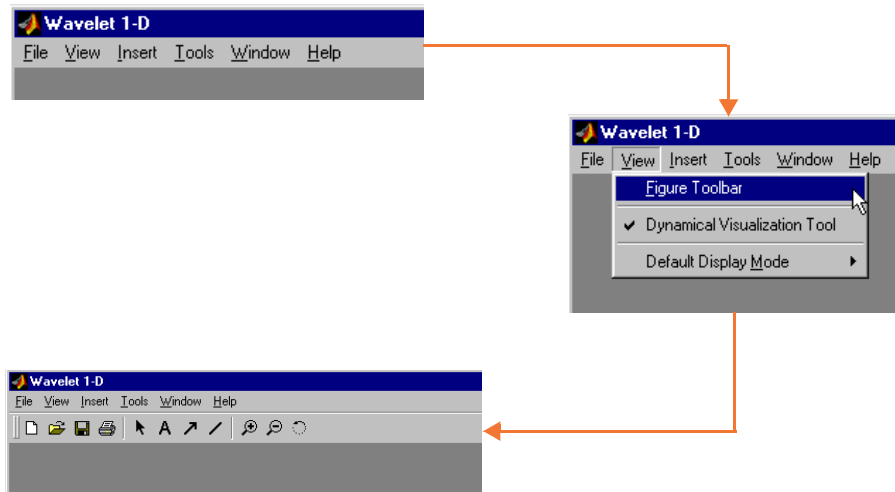 Wavelet 1-D
File View Insert Tools Window Help
Wavelet 1-D
File View Insert Tools Window Help
Figure Toolbar
Dynamical Visualization Tool
Default Display Mode
Wavelet 1-D
File View Insert Tools Window Help
A